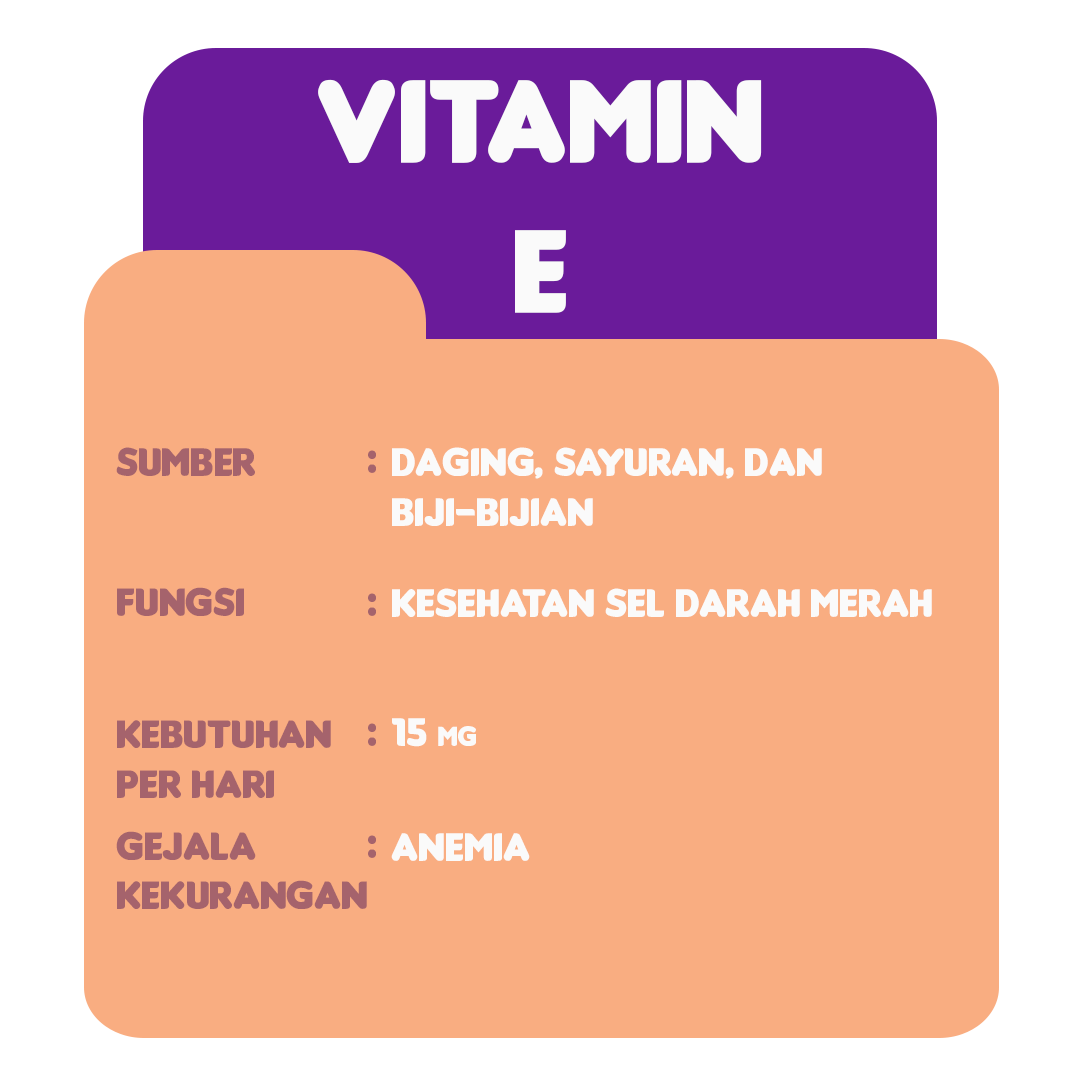 VITAMIN
E
SUMBER : DAGING, SAYURAN, DAN
BIJI-BIJIAN
FUNGSI : KESEHATAN SEL DARAH MERAH
KEBUTUHAN : 15 MG
PER HARI
GEJALA : ANEMIA
KEKURANGAN